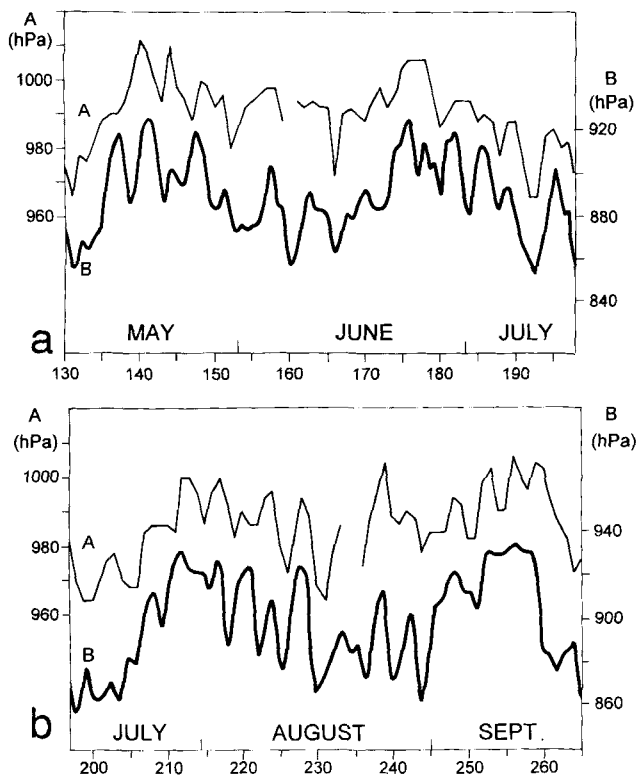 A
(hPa)
B
(hPa)
1000
980
960
920
880
840
A
B
MAY JUNE JULY
a
130 140 150 160 170 180 190
A
(hPa)
B
(hPa)
1000
980
960
940
900
860
A
B
JULY AUGUST SEPT.
b
200 210 220 230 240 250 260